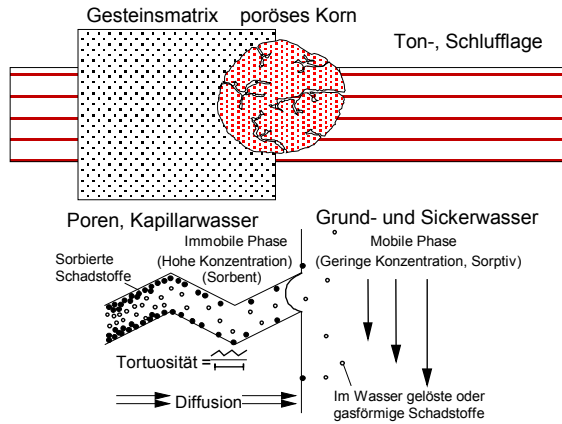 Gesteinsmatrix poröses Korn
Ton-, Schlufflage
Poren, Kapillarwasser
Grund- und Sickerwasser
Sorbierte
Schadstoffe
Immobile Phase
(Hohe Konzentration)
(Sorbent)
Mobile Phase
(Geringe Konzentration, Sorptiv)
Tortuosität =
Diffusion
Im Wasser gelöste oder
gasförmige Schadstoffe